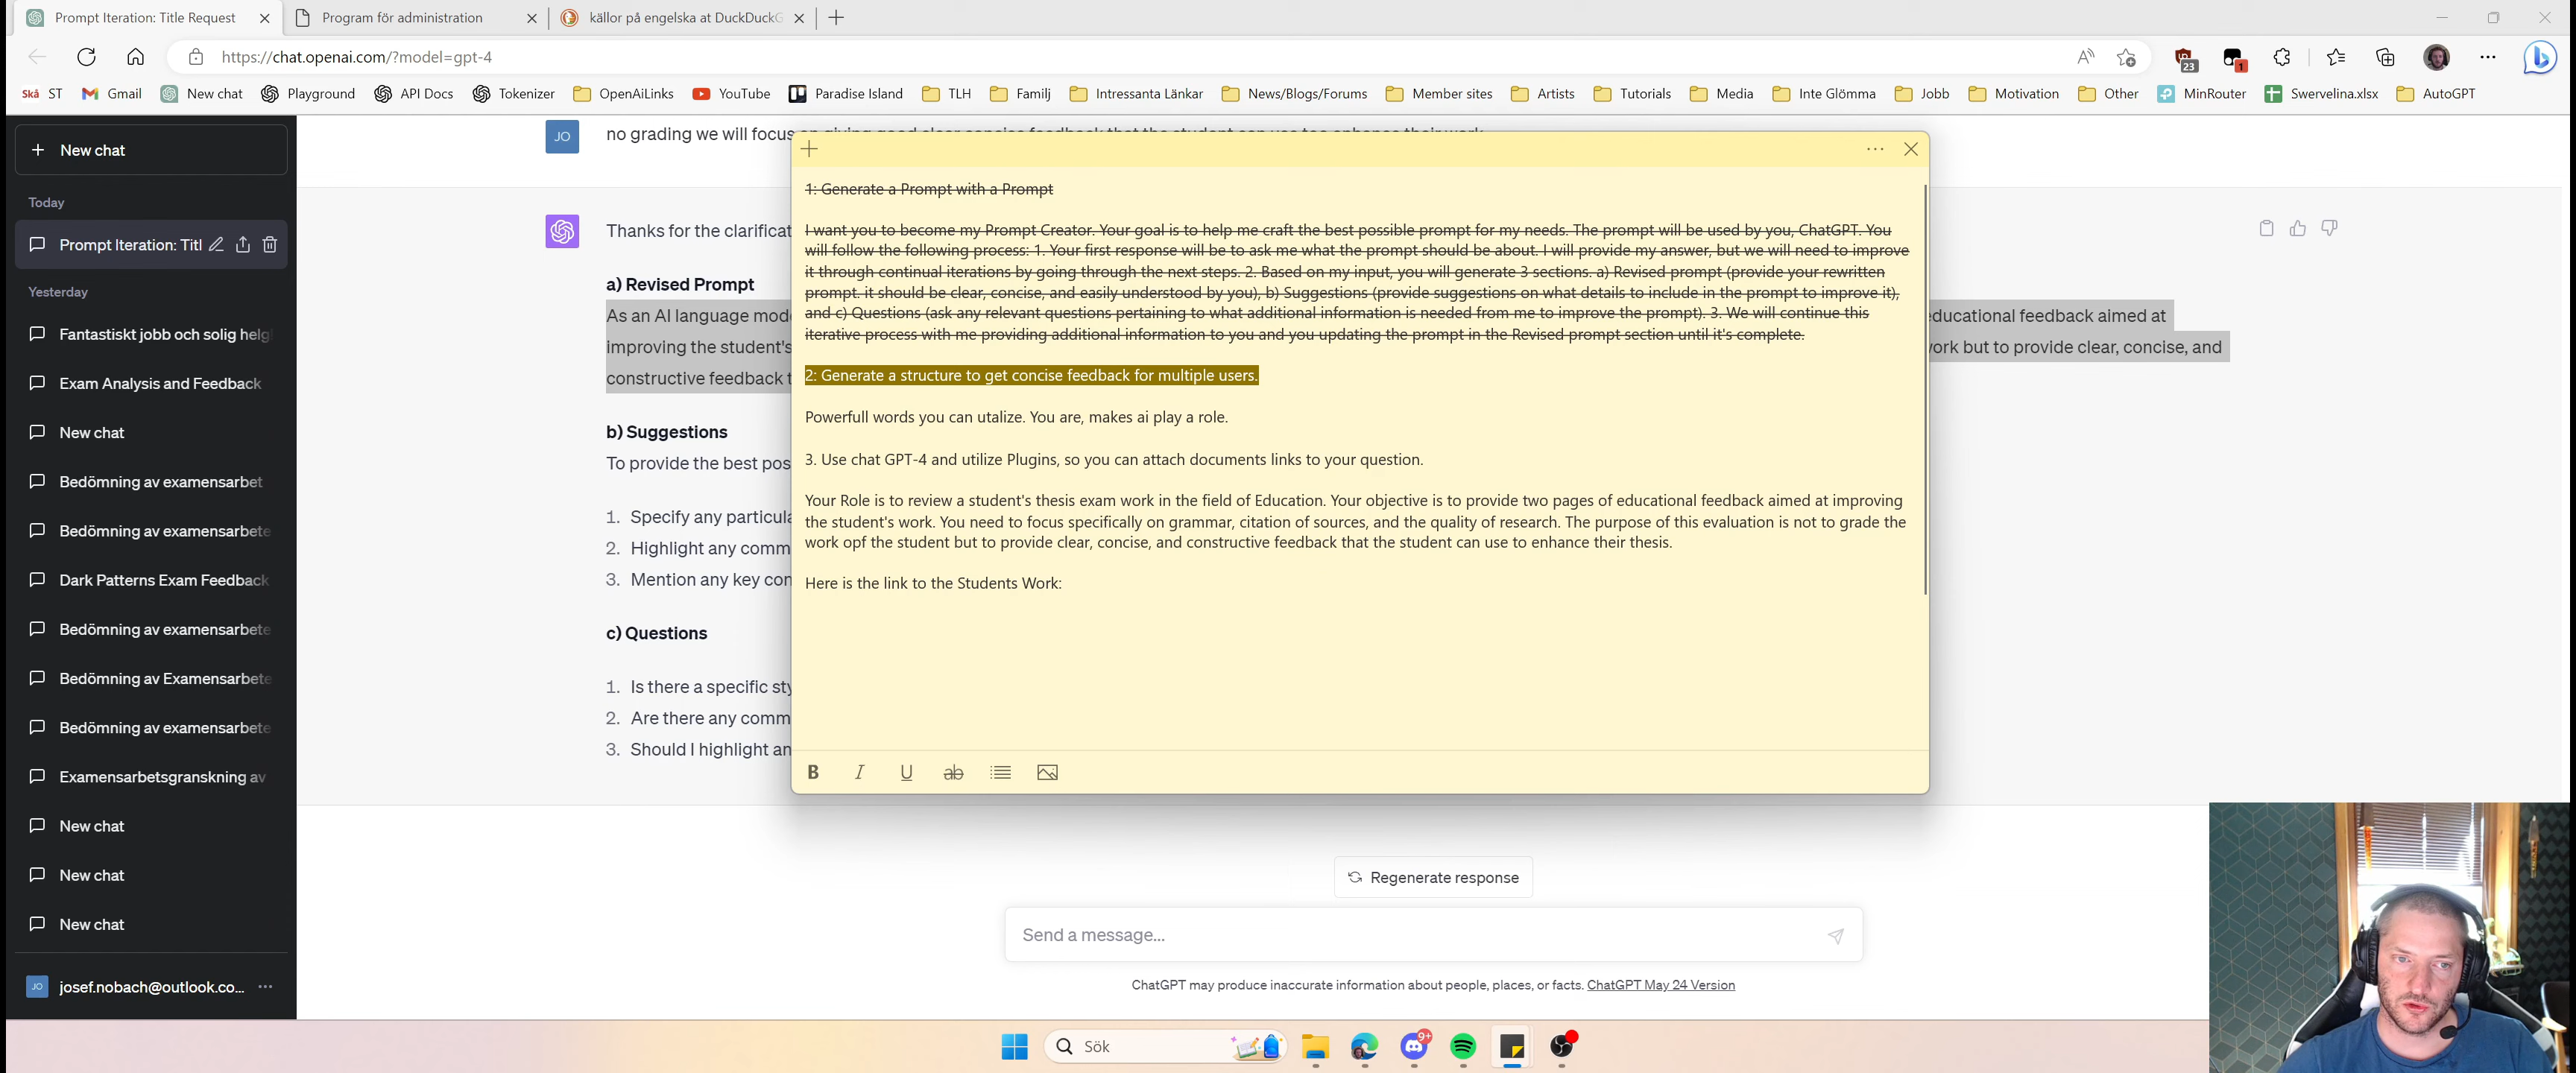 Prompt Iteration: Title Request
Program för administration
källor på engelska at DuckDuckG
https://chat.openai.com/?model=gpt-4
23
1
Skå ST
Gmail
New chat
Playground
API Docs
Tokenizer
OpenAiLinks
YouTube
Paradise Island
TLH
Familj
Intressanta Länkar
News/Blogs/Forums
Member sites
Artists
Tutorials
Media
Inte Glömma
Jobb
Motivation
Other
MinRouter
Swervelina.xlsx
AutoGPT
New chat
Today
Prompt Iteration: Titl
Yesterday
Fantastiskt jobb och solig helg
Exam Analysis and Feedback
New chat
Bedömning av examensarbet
Bedömning av examensarbete
Dark Patterns Exam Feedback
Bedömning av examensarbete
Bedömning av Examensarbete
Bedömning av examensarbete
Examensarbetsgranskning av
New chat
New chat
New chat
JO
josef.nobach@outlook.co...
JO
no grading we will focus on giving good clear concise feedback that the student can use too enhance their work
Thanks for the clarificat
a) Revised Prompt
As an AI language mod
educational feedback aimed at
improving the student's
work but to provide clear, concise, and
constructive feedback t
b) Suggestions
To provide the best pos
1. Specify any particula
2. Highlight any comm
3. Mention any key con
c) Questions
1. Is there a specific sty
2. Are there any comm
3. Should I highlight an
1: Generate a Prompt with a Prompt
I want you to become my Prompt Creator. Your goal is to help me craft the best possible prompt for my needs. The prompt will be used by you, ChatGPT. You
will follow the following process: 1. Your first response will be to ask me what the prompt should be about. I will provide my answer, but we will need to improve
it through continual iterations by going through the next steps. 2. Based on my input, you will generate 3 sections. a) Revised prompt (provide your rewritten
prompt. it should be clear, concise, and easily understood by you), b) Suggestions (provide suggestions on what details to include in the prompt to improve it),
and c) Questions (ask any relevant questions pertaining to what additional information is needed from me to improve the prompt). 3. We will continue this
iterative process with me providing additional information to you and you updating the prompt in the Revised prompt section until it's complete.
2: Generate a structure to get concise feedback for multiple users.
Powerfull words you can utalize. You are, makes ai play a role.
3. Use chat GPT-4 and utilize Plugins, so you can attach documents links to your question.
Your Role is to review a student's thesis exam work in the field of Education. Your objective is to provide two pages of educational feedback aimed at improving
the student's work. You need to focus specifically on grammar, citation of sources, and the quality of research. The purpose of this evaluation is not to grade the
work opf the student but to provide clear, concise, and constructive feedback that the student can use to enhance their thesis.
Here is the link to the Students Work:
B I U ab
Regenerate response
Send a message...
ChatGPT may produce inaccurate information about people, places, or facts. ChatGPT May 24 Version
Sök
9+